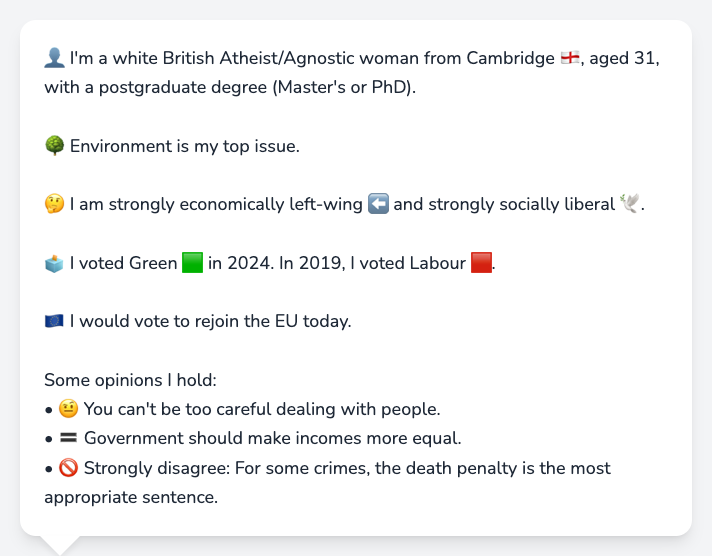 👤 I'm a white British Atheist/Agnostic woman from Cambridge 🏴󠁧󠁢󠁥󠁮󠁧󠁿, aged 31,
with a postgraduate degree (Master's or PhD).
🌳 Environment is my top issue.
🤔 I am strongly economically left-wing ⬅️ and strongly socially liberal 🕊️.
🗳️ I voted Green 🟩 in 2024. In 2019, I voted Labour 🟥.
🇪🇺 I would vote to rejoin the EU today.
Some opinions I hold:
• 🤨 You can't be too careful dealing with people.
• 🟰 Government should make incomes more equal.
• 🚫 Strongly disagree: For some crimes, the death penalty is the most
appropriate sentence.